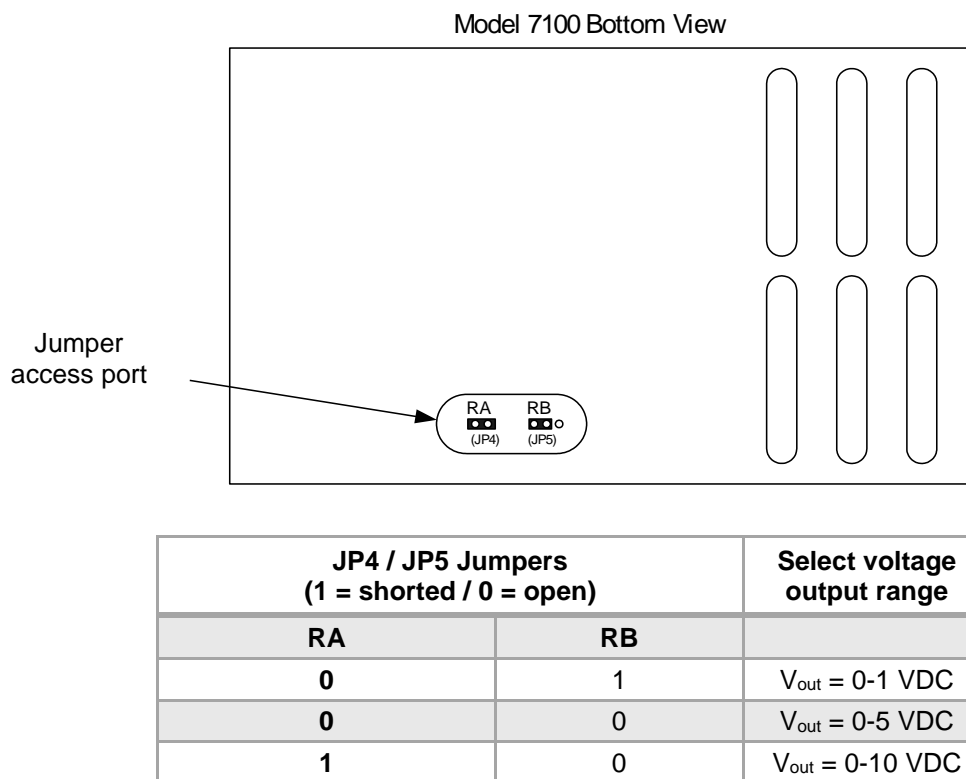 Model 7100 Bottom View
Jumper
access port
RA RB
(JP4) (JP5)
JP4 / JP5 Jumpers
(1 = shorted / 0 = open)
Select voltage
output range
RA RB
0 1 Vout = 0-1 VDC
0 0 Vout = 0-5 VDC
1 0 Vout = 0-10 VDC